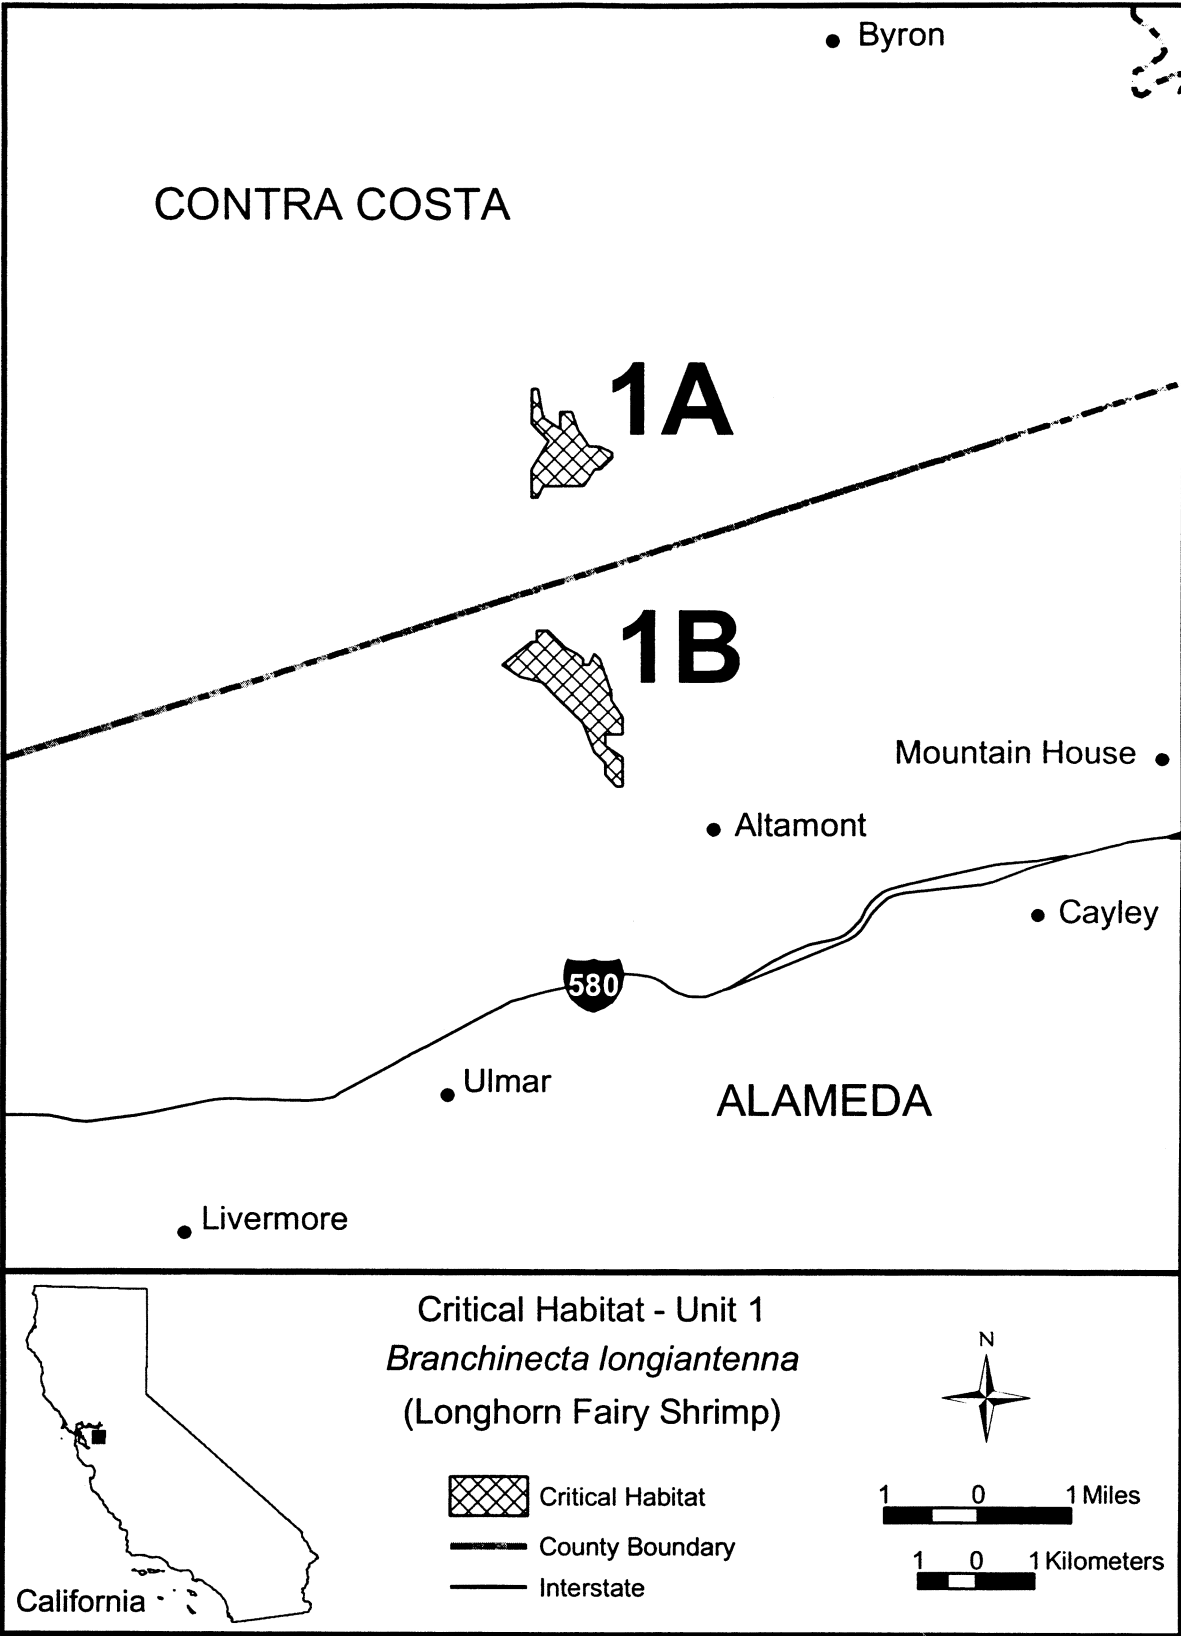 Byron
CONTRA COSTA
1A
1B
Mountain House
Altamont
Cayley
580
Ulmar
ALAMEDA
Livermore
Critical Habitat - Unit 1
Branchinecta longiantenna
(Longhorn Fairy Shrimp)
N
Critical Habitat
County Boundary
Interstate
1 0 1 Miles
1 0 1 Kilometers
California